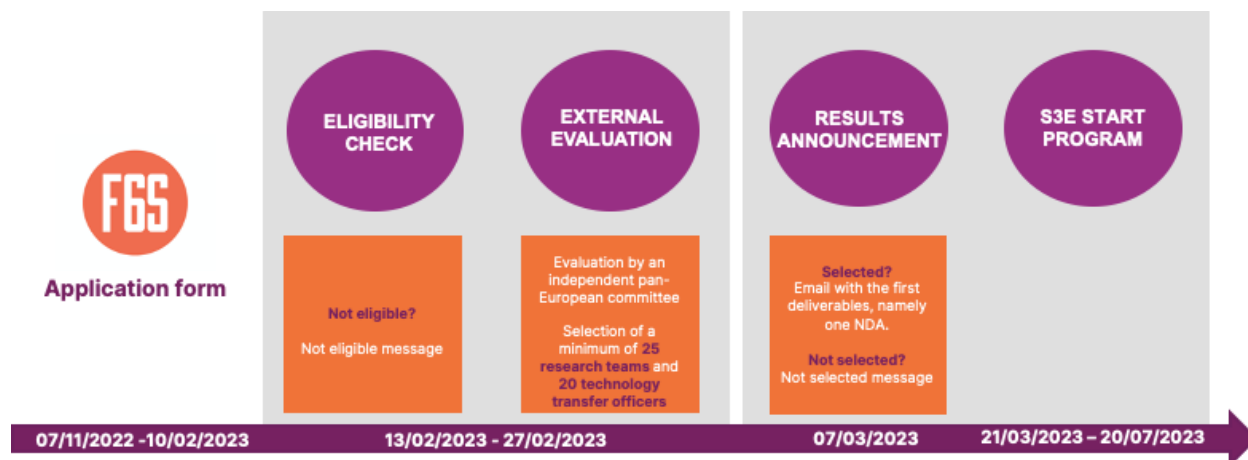 F6S
Application form
ELIGIBILITY
CHECK
Not eligible?
Not eligible message
EXTERNAL
EVALUATION
Evaluation by an
independent pan-
European committee
Selection of a
minimum of 25
research teams and
20 technology
transfer officers
RESULTS
ANNOUNCEMENT
Selected?
Email with the first
deliverables, namely
one NDA.
Not selected?
Not selected message
S3E START
PROGRAM
07/11/2022 -10/02/2023
13/02/2023 - 27/02/2023
07/03/2023
21/03/2023 – 20/07/2023